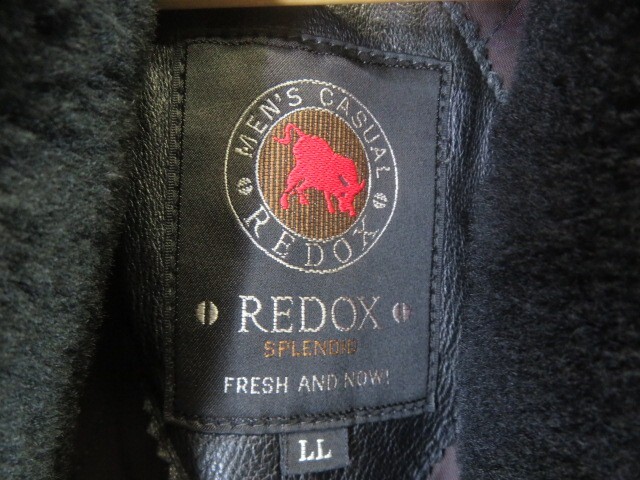 MEN'S CASUAL
REDOX
REDOX
SPLENDID
FRESH AND NOW!
LL